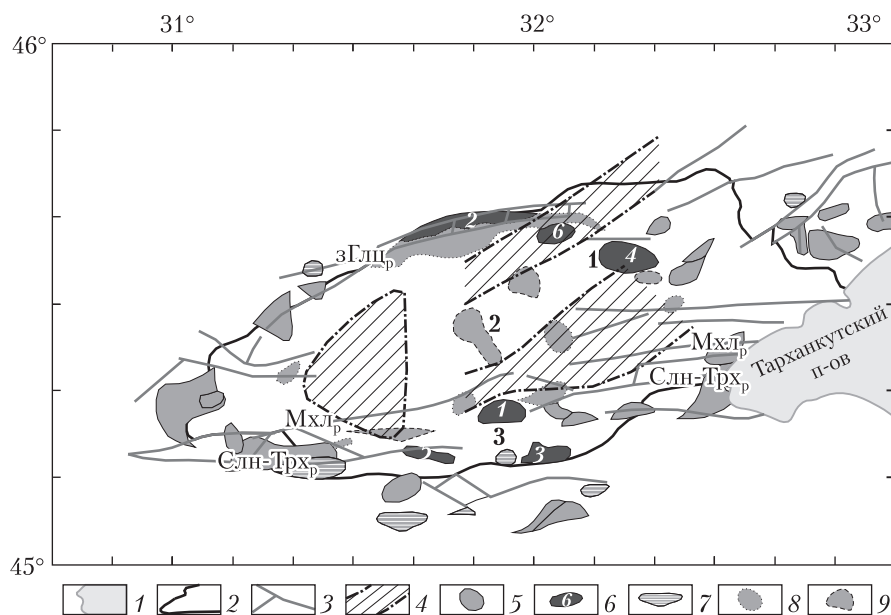 31° 32° 33°
46°
2
6
зГлц р
1 4
2
Мхл р
Тарханкутский
п-ов
Слн-Трх р
1
Мхл р
3
Слн-Трх р
3
45°
1 2 3 4 5 6 6 7 8 9